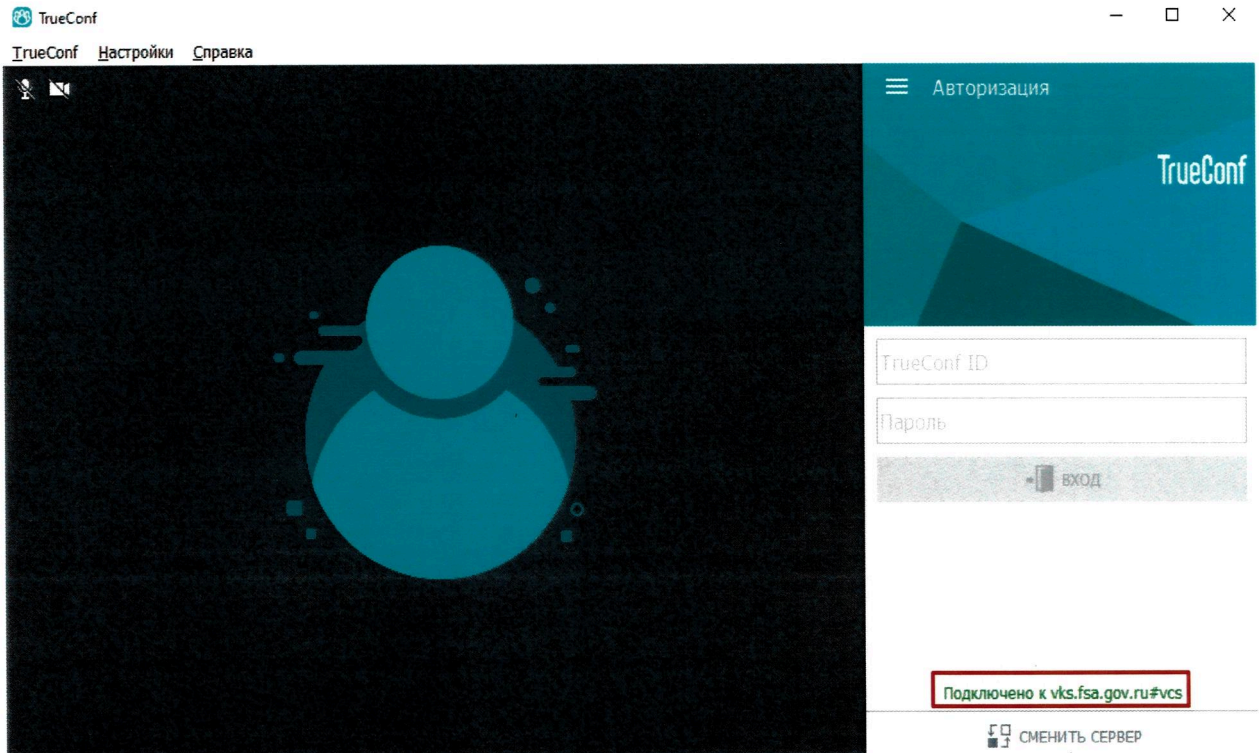 TrueConf
TrueConf Настройки Справка
Авторизация
TrueConf
TrueConf ID
Пароль
ВХОД
Подключено к vks.fsa.gov.ru#vcs
СМЕНИТЬ СЕРВЕР